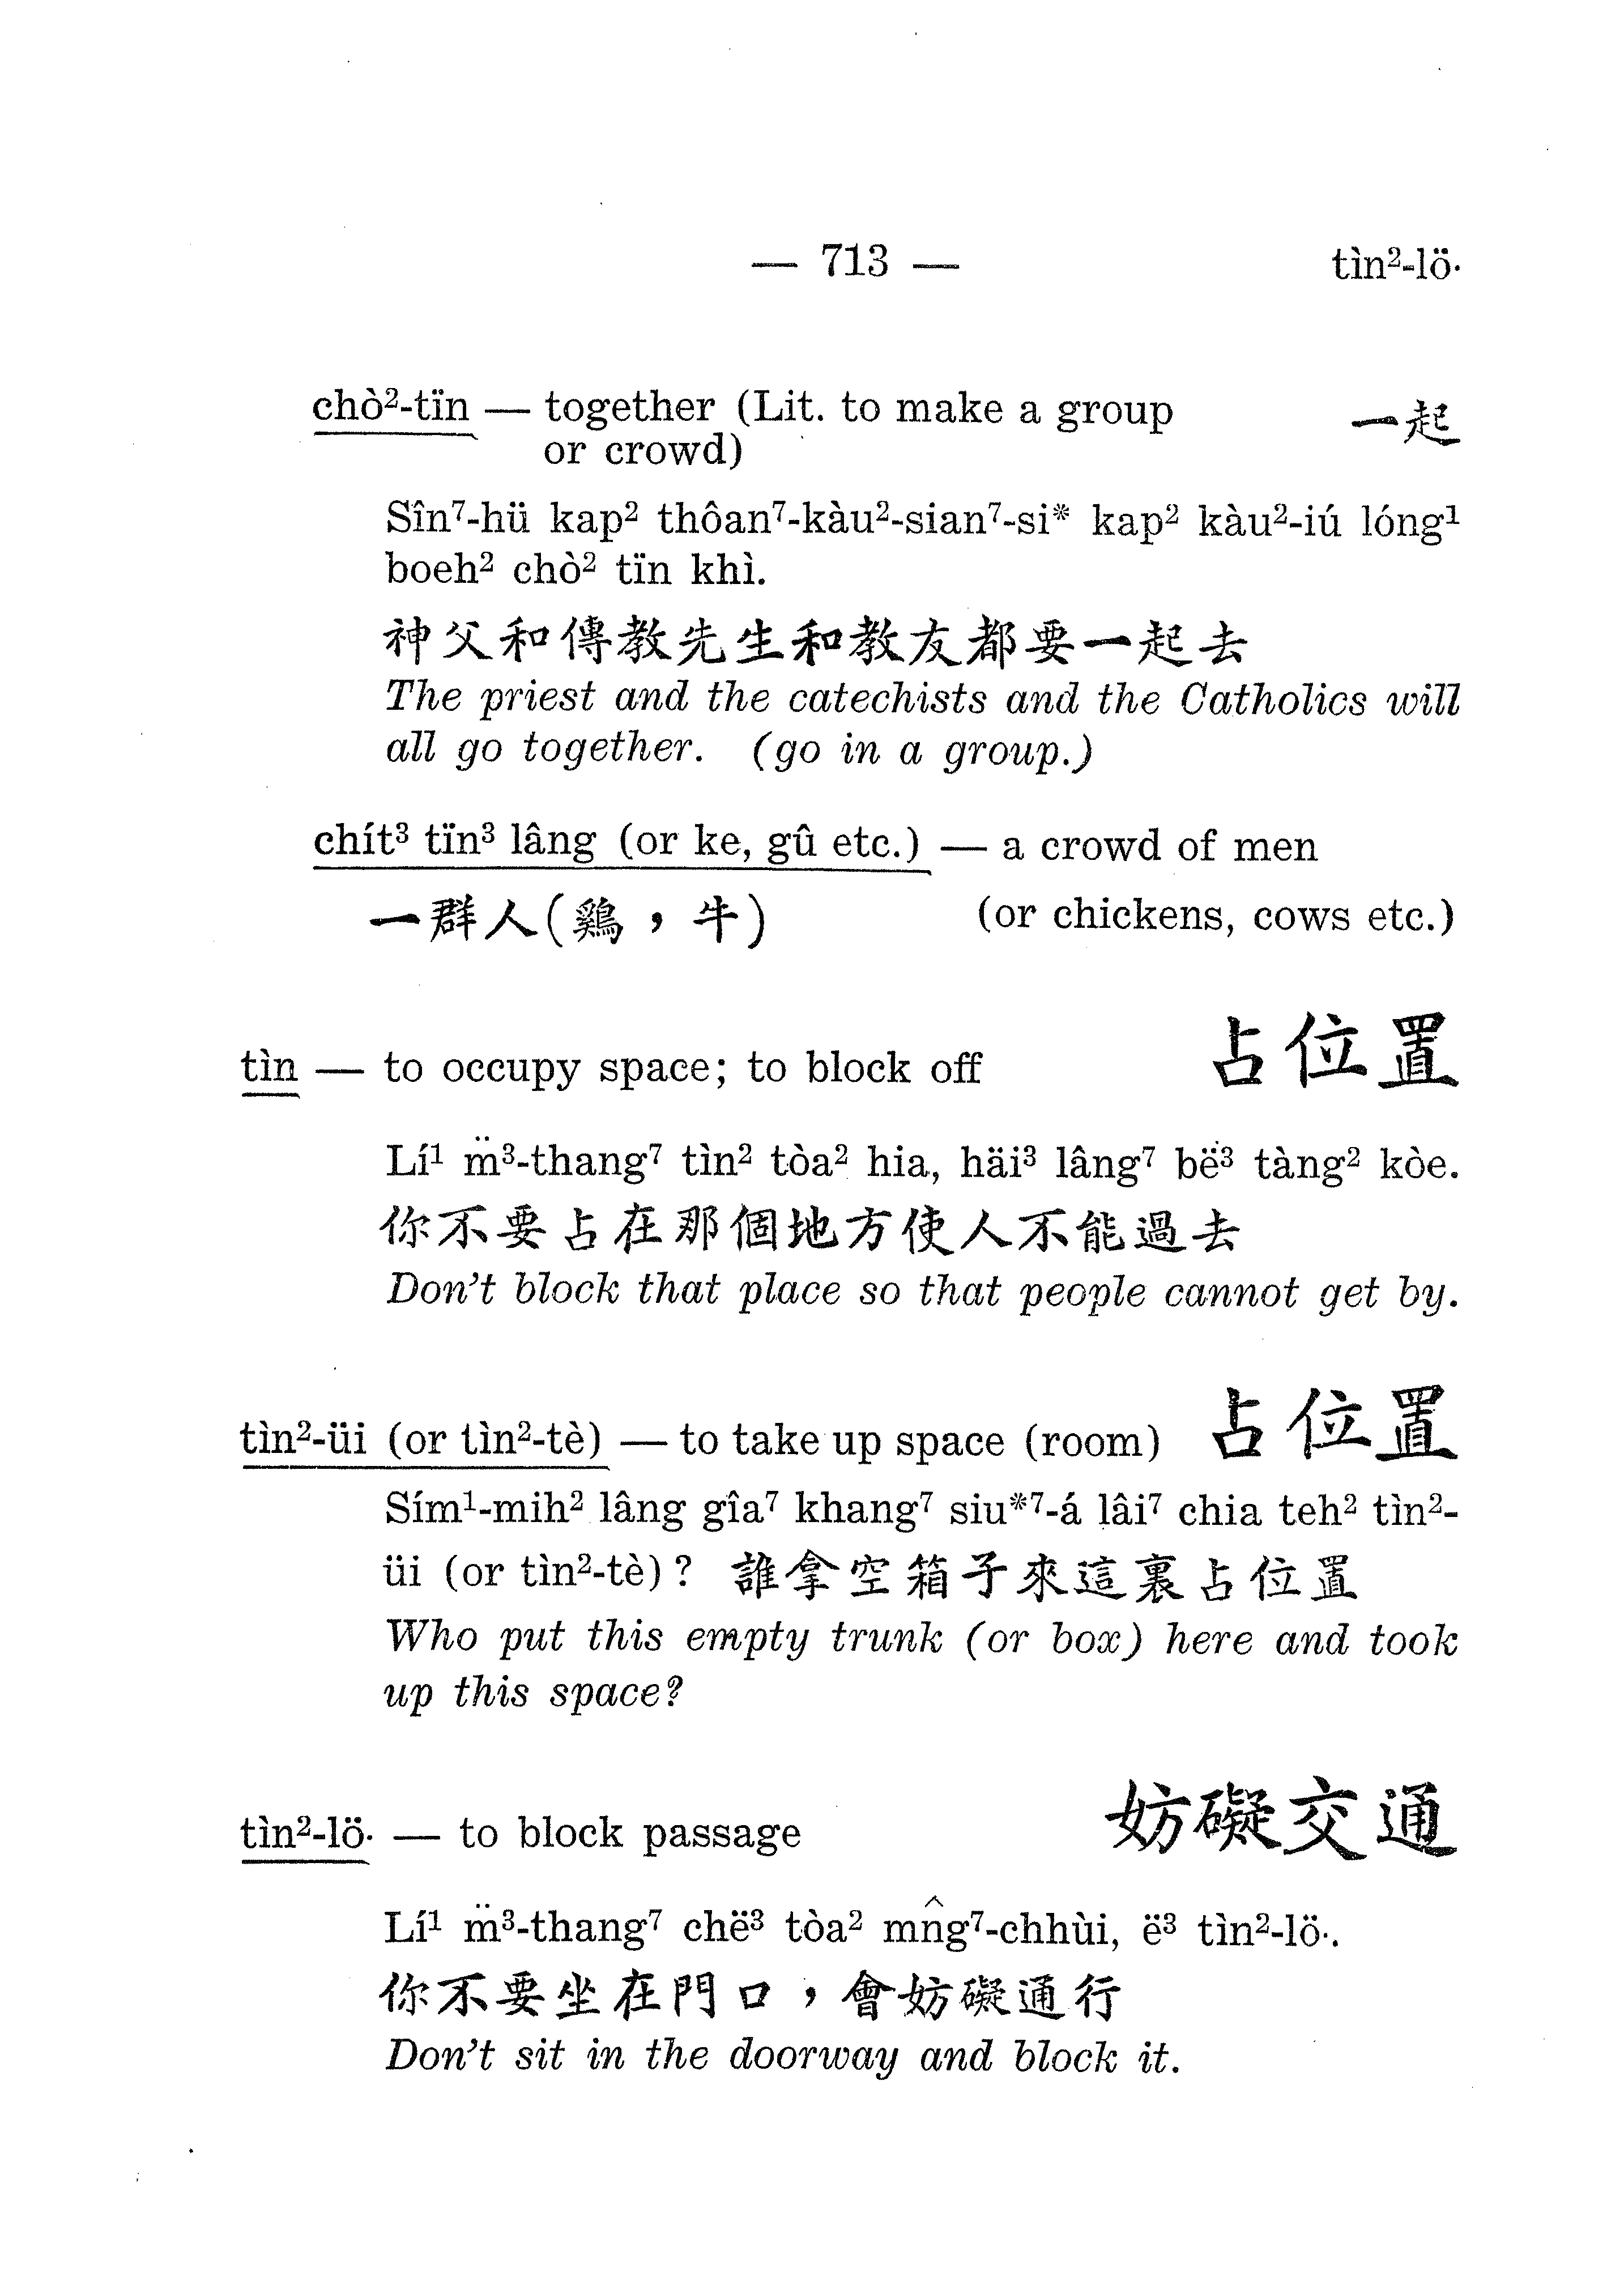 — 713 — tìn²-lö·
chò²-tïn — together (Lit. to make a group 一起
or crowd)
Sîn⁷-hü kap² thôan⁷-kàu²-sian⁷-si* kap² kàu²-iú lóng¹
boeh² chò² tïn khì.
神父和傳教先生和教友都要一起去
The priest and the catechists and the Catholics will
all go together. (go in a group.)
chít³ tïn³ lâng (or ke, gû etc.) — a crowd of men
一群人(鷄，牛) (or chickens, cows etc.)
tìn — to occupy space; to block off 占位置
Lí¹ m̈³-thang⁷ tìn² tòa² hia, häi³ lâng⁷ bë³ tàng² kòe.
你不要占在那個地方使人不能過去
Don't block that place so that people cannot get by.
tìn²-üi (or tìn²-tè) — to take up space (room) 占位置
Sím¹-mih² lâng gîa⁷ khang⁷ siu*⁷-á lâi⁷ chia teh² tìn²-
üi (or tìn²-tè)? 誰拿空箱子來這裏占位置
Who put this empty trunk (or box) here and took
up this space?
tìn²-lö· — to block passage 妨礙交通
Lí¹ m̈³-thang⁷ chë³ tòa² mn̂g⁷-chhùi, ë³ tìn²-lö·.
你不要坐在門口，會妨礙通行
Don't sit in the doorway and block it.